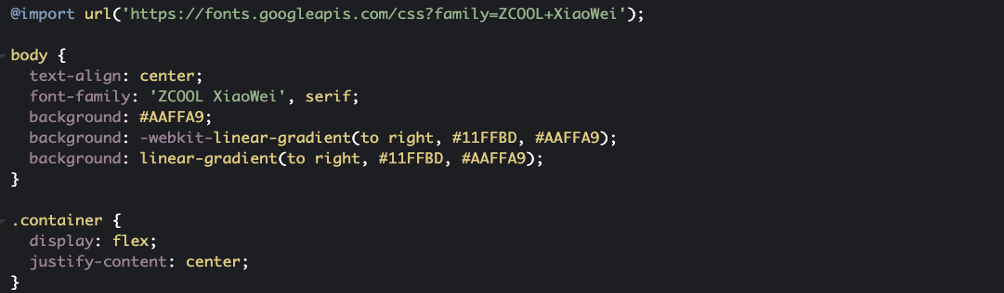 @import url('https://fonts.googleapis.com/css?family=ZCOOL+XiaoWei');
body {
text-align: center;
font-family: 'ZCOOL XiaoWei', serif;
background: #AAFFA9;
background: -webkit-linear-gradient(to right, #11FFBD, #AAFFA9);
background: linear-gradient(to right, #11FFBD, #AAFFA9);
}
.container {
display: flex;
justify-content: center;
}